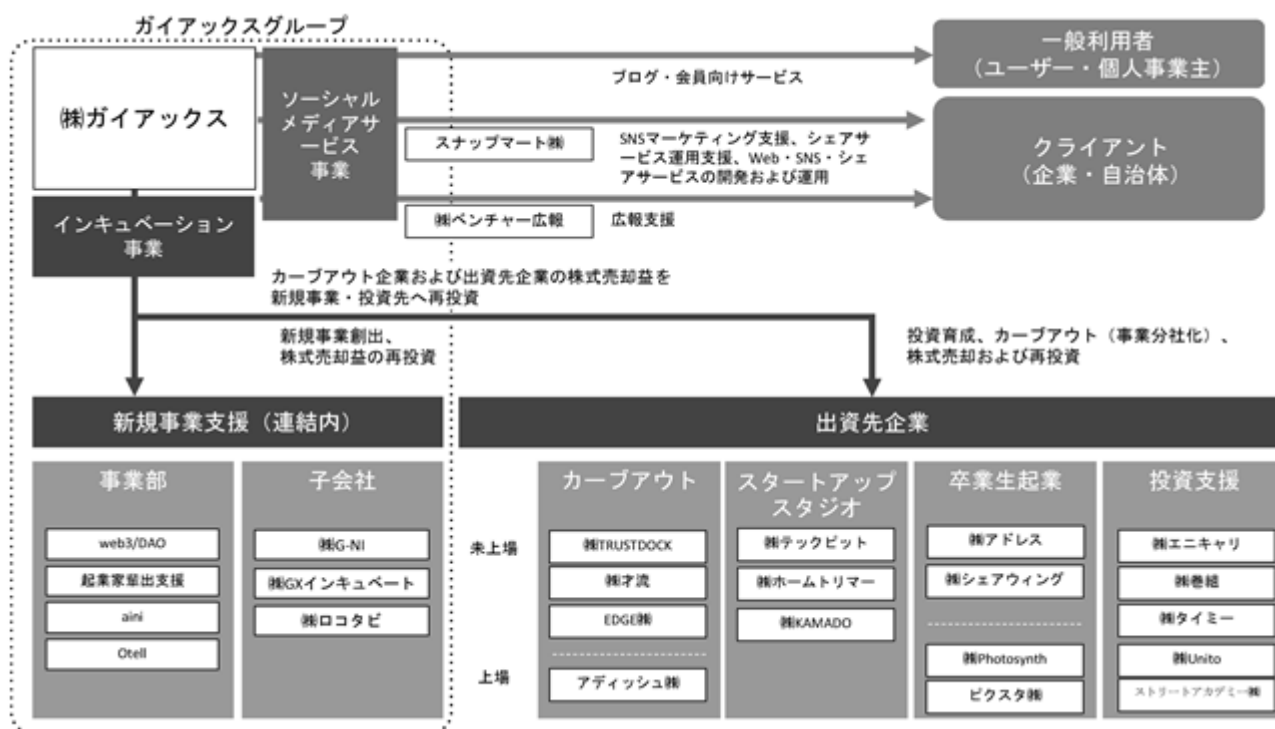 ガイアックスグループ
㈱ガイアックス
ソーシャル
メディアサ
ービス
事業
インキュベーション
事業
ブログ・会員向けサービス
一般利用者
（ユーザー・個人事業主）
スナップマート㈱
SNSマーケティング支援、シェアサ
ービス運用支援、Web・SNS・シェ
アサービスの開発および運用
クライアント
（企業・自治体）
㈱ベンチャー広報
広報支援
カーブアウト企業および出資先企業の株式売却益を
新規事業・投資先へ再投資
新規事業創出、
株式売却益の再投資
投資育成、カーブアウト（事業分社化）、
株式売却および再投資
新規事業支援（連結内）
事業部
web3/DAO
起業家輩出支援
aini
Otell
子会社
㈱G-NI
㈱GXインキュベート
㈱ロコタビ
出資先企業
未上場
上場
カーブアウト
㈱TRUSTDOCK
㈱才流
EDGE㈱
アディッシュ㈱
スタートアップ
スタジオ
㈱テックビット
㈱ホームトリマー
㈱KAMADO
卒業生起業
㈱アドレス
㈱シェアウィング
㈱Photosynth
ピクスタ㈱
投資支援
㈱エニキャリ
㈱巻組
㈱タイミー
㈱Unito
ストリートアカデミー㈱